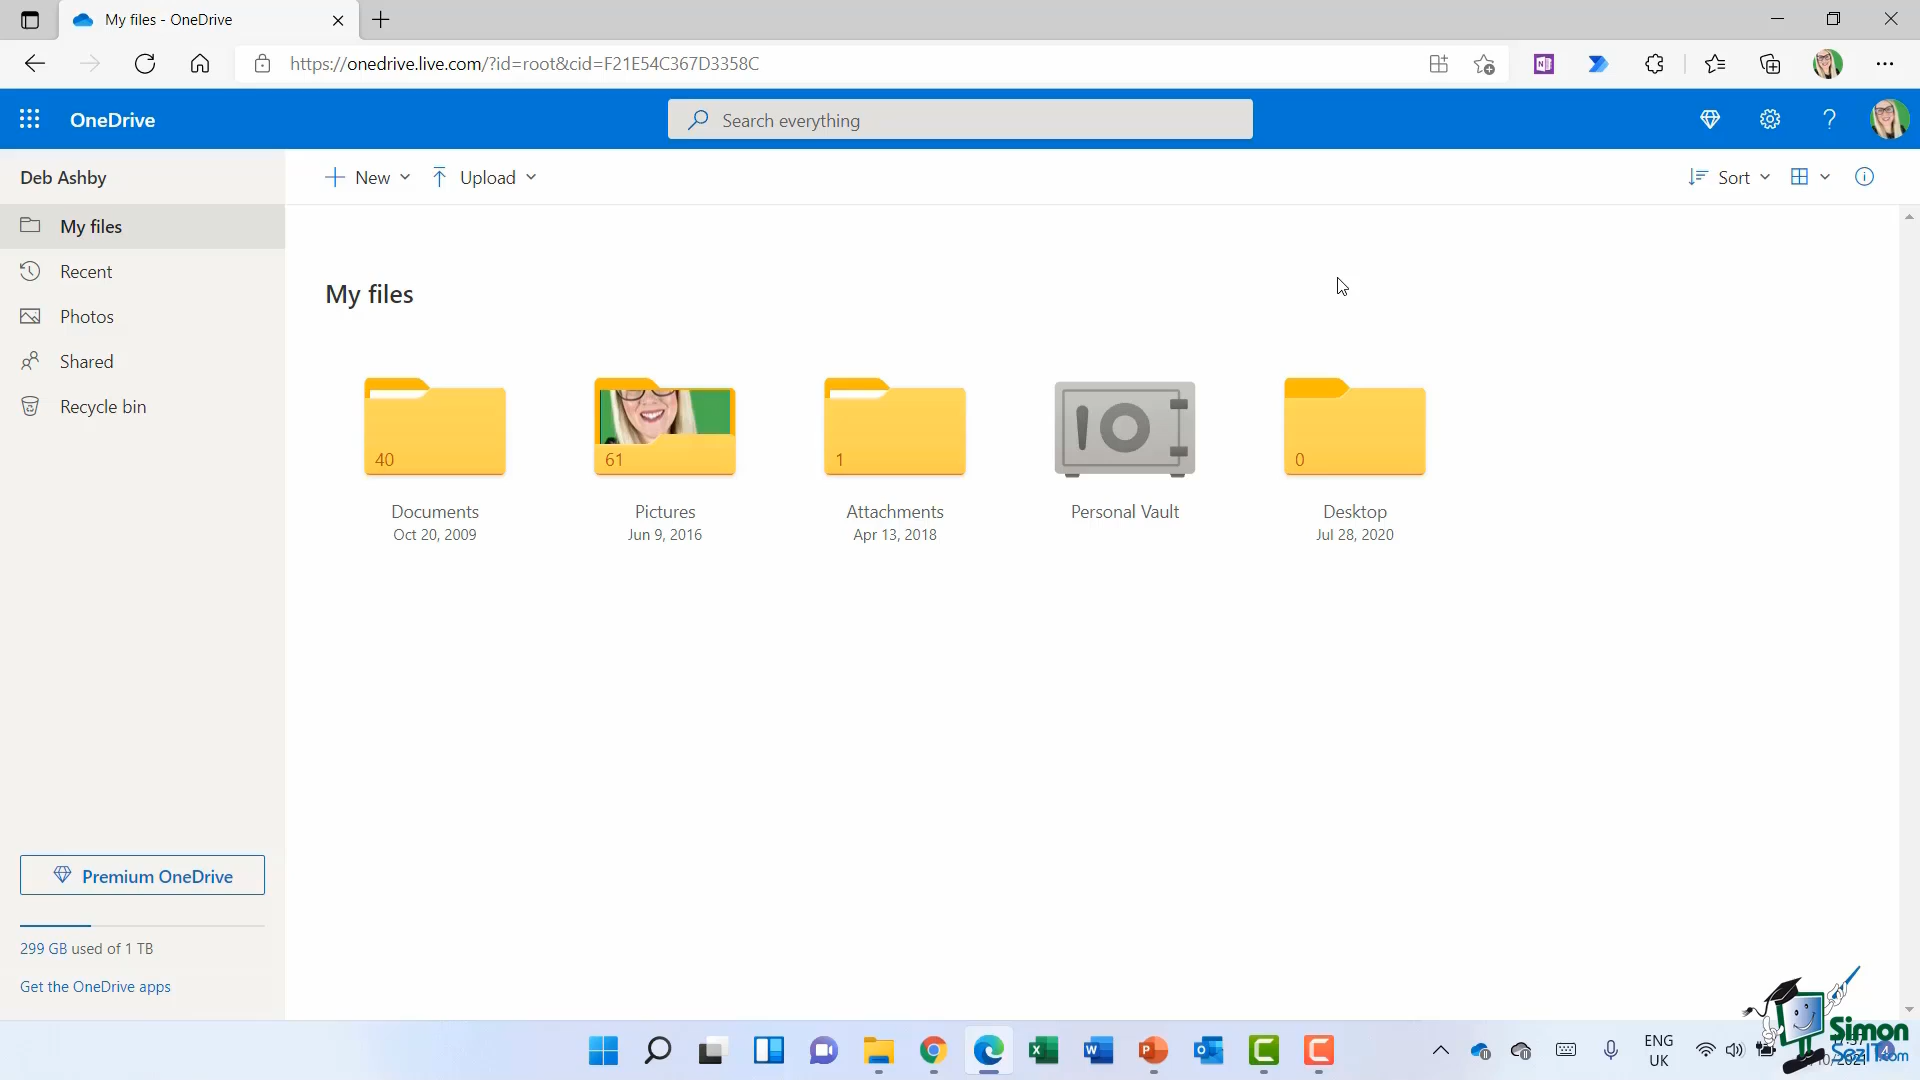 My files - OneDrive
https://onedrive.live.com/?id=root&cid=F21E54C367D3358C
OneDrive
Search everything
Deb Ashby
New
Upload
Sort
My files
Recent
Photos
Shared
Recycle bin
My files
40
61
1
0
Documents
Pictures
Attachments
Personal Vault
Desktop
Oct 20, 2009
Jun 9, 2016
Apr 13, 2018
Jul 28, 2020
Premium OneDrive
299 GB used of 1 TB
Get the OneDrive apps
ENG
UK
Simon
SezIT.com